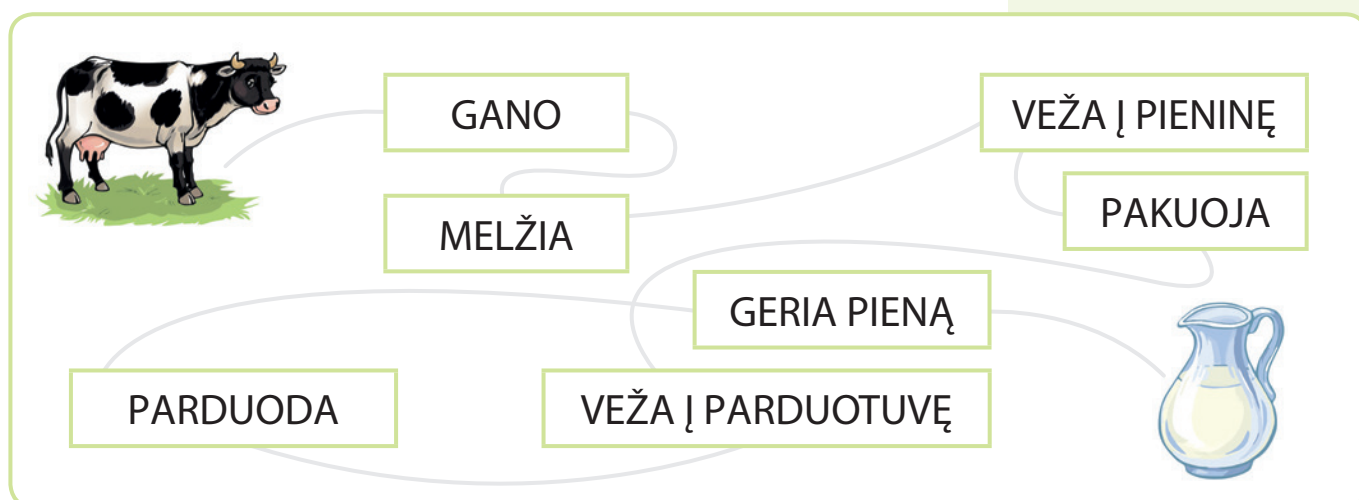 GANO
VEŽA Į PIENINĘ
MELŽIA
PAKUOJA
GERIA PIENĄ
PARDUODA
VEŽA Į PARDUOTUVĘ